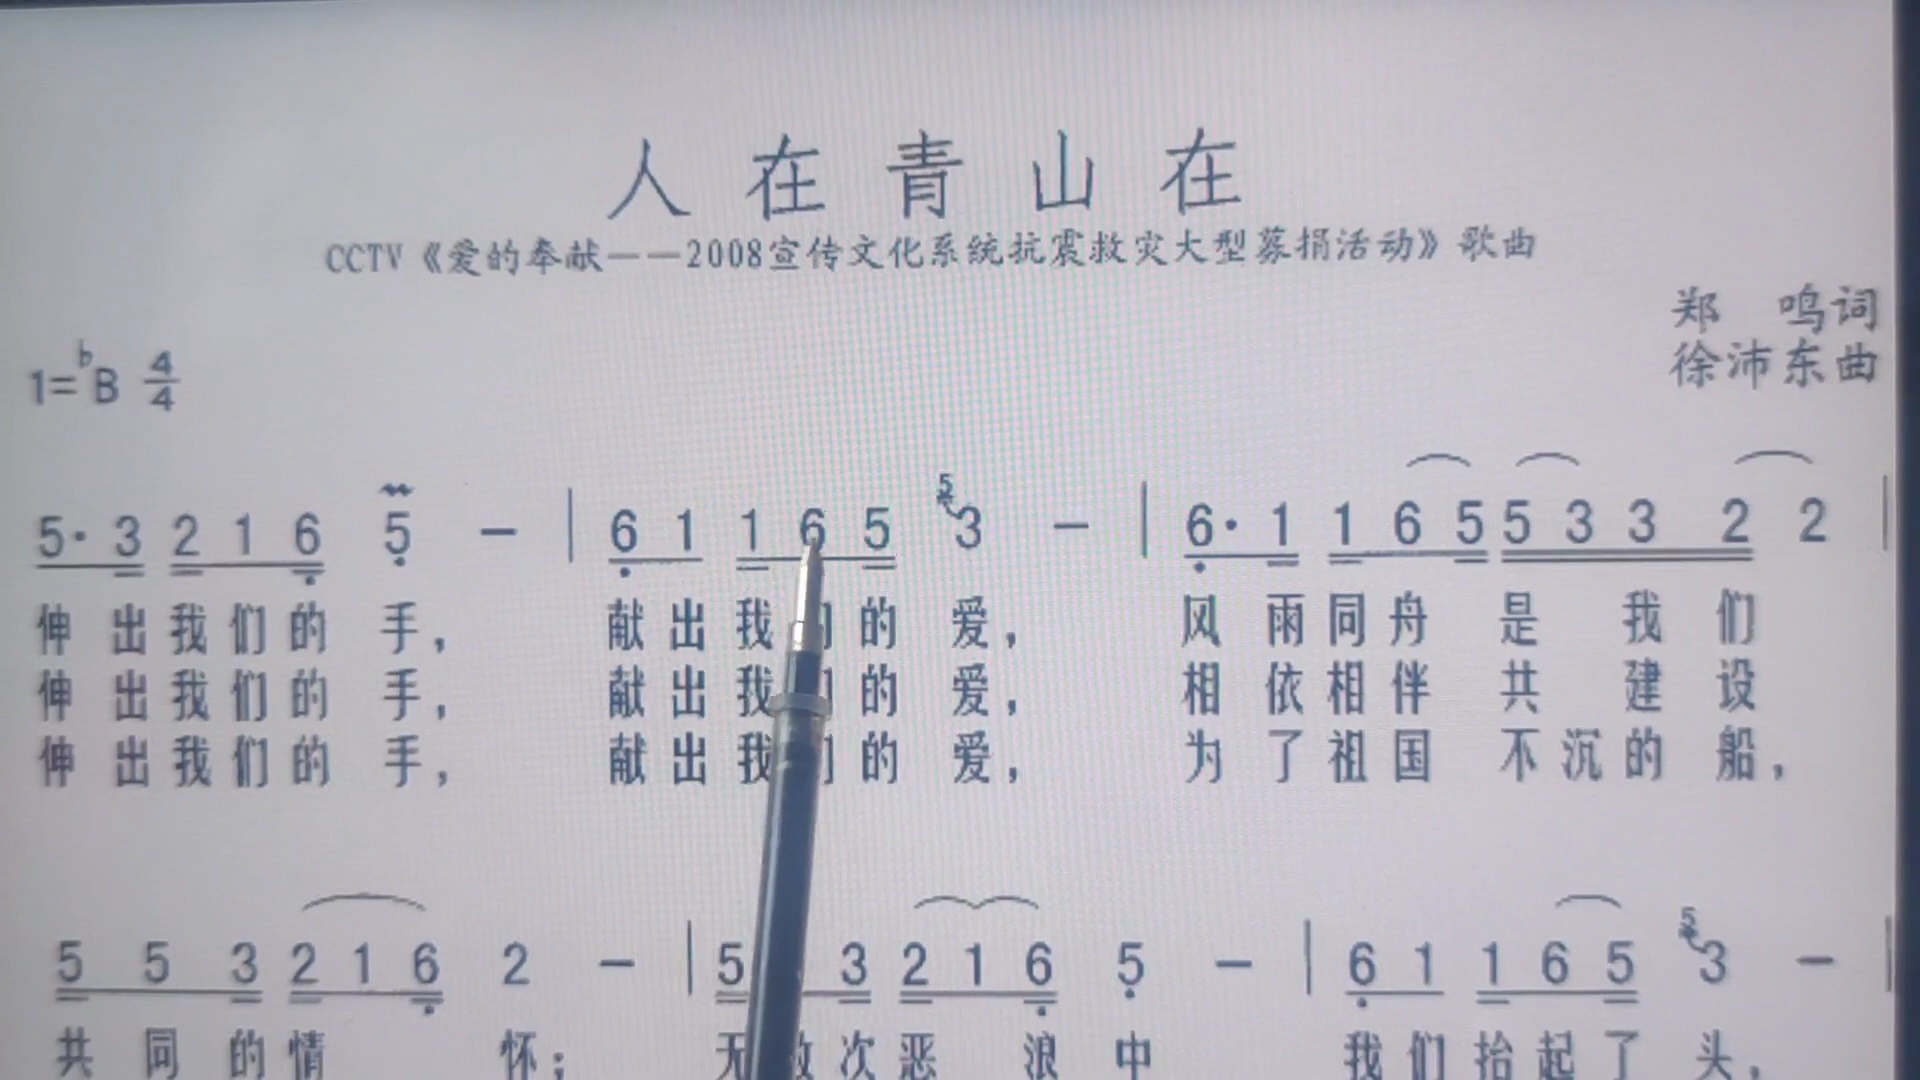 人在青山在
CCTV《爱的奉献——2008宣传文化系统抗震救灾大型募捐活动》歌曲
郑 鸣词
徐沛东曲
1=bB 4/4
5· 3 2 1 6 5 – | 6 1 1 6 5 5 3 – | 6· 1 1 6 5 5 3 3 2 2 |
伸出我们的手， 献出我 的爱， 风雨同舟是我们
伸出我们的手， 献出我 的爱， 相依相伴共建设
伸出我们的手， 献出我 的爱， 为了祖国不沉的船，
5 5 3 2 1 6 2 – | 5 3 2 1 6 5 – | 6 1 1 6 5 5 3 – |
共同的情怀； 无 次恶浪中 我们抬起了头，